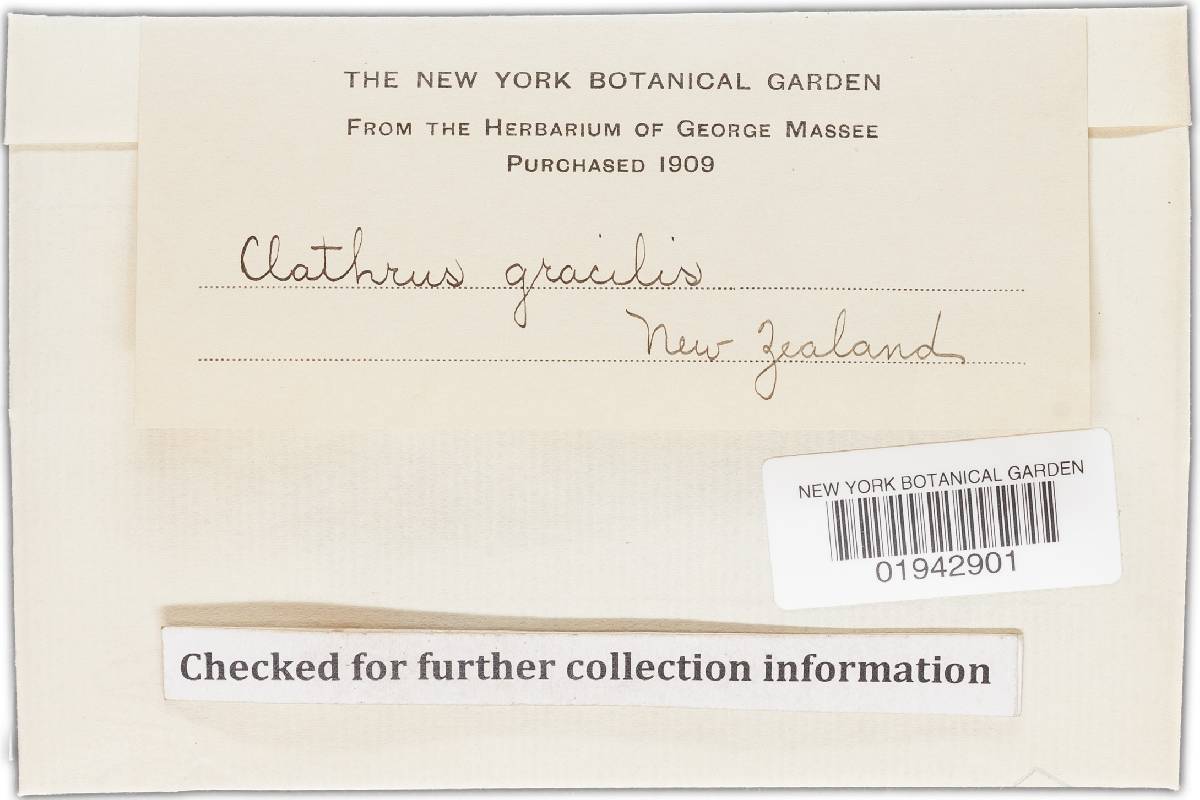 THE NEW YORK BOTANICAL GARDEN
FROM THE HERBARIUM OF GEORGE MASSEE
PURCHASED 1909
Clathrus gracilis
New Zealand
NEW YORK BOTANICAL GARDEN
01942901
Checked for further collection information